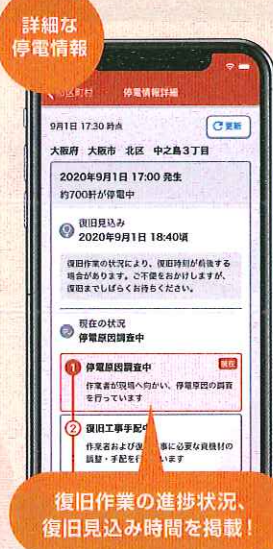 詳細な
停電情報
市区町村 停電情報詳細
9月1日 17:30 時点
更新
大阪府 大阪市 北区 中之島3丁目
2020年9月1日 17:00 発生
約700軒が停電中
復旧見込み
2020年9月1日 18:40頃
復旧作業の状況により、復旧時刻が前後する
場合があります。ご不便をおかけしますが、
復旧までしばらくお待ちください。
現在の状況
停電原因調査中
1 停電原因調査中 現在
作業者が現場へ向かい、停電原因の調査
を行っています
2 復旧工事手配中
作業者および復 事に必要な資機材の
調整・手配を行 います
復旧作業の進捗状況、
復旧見込み時間を掲載!